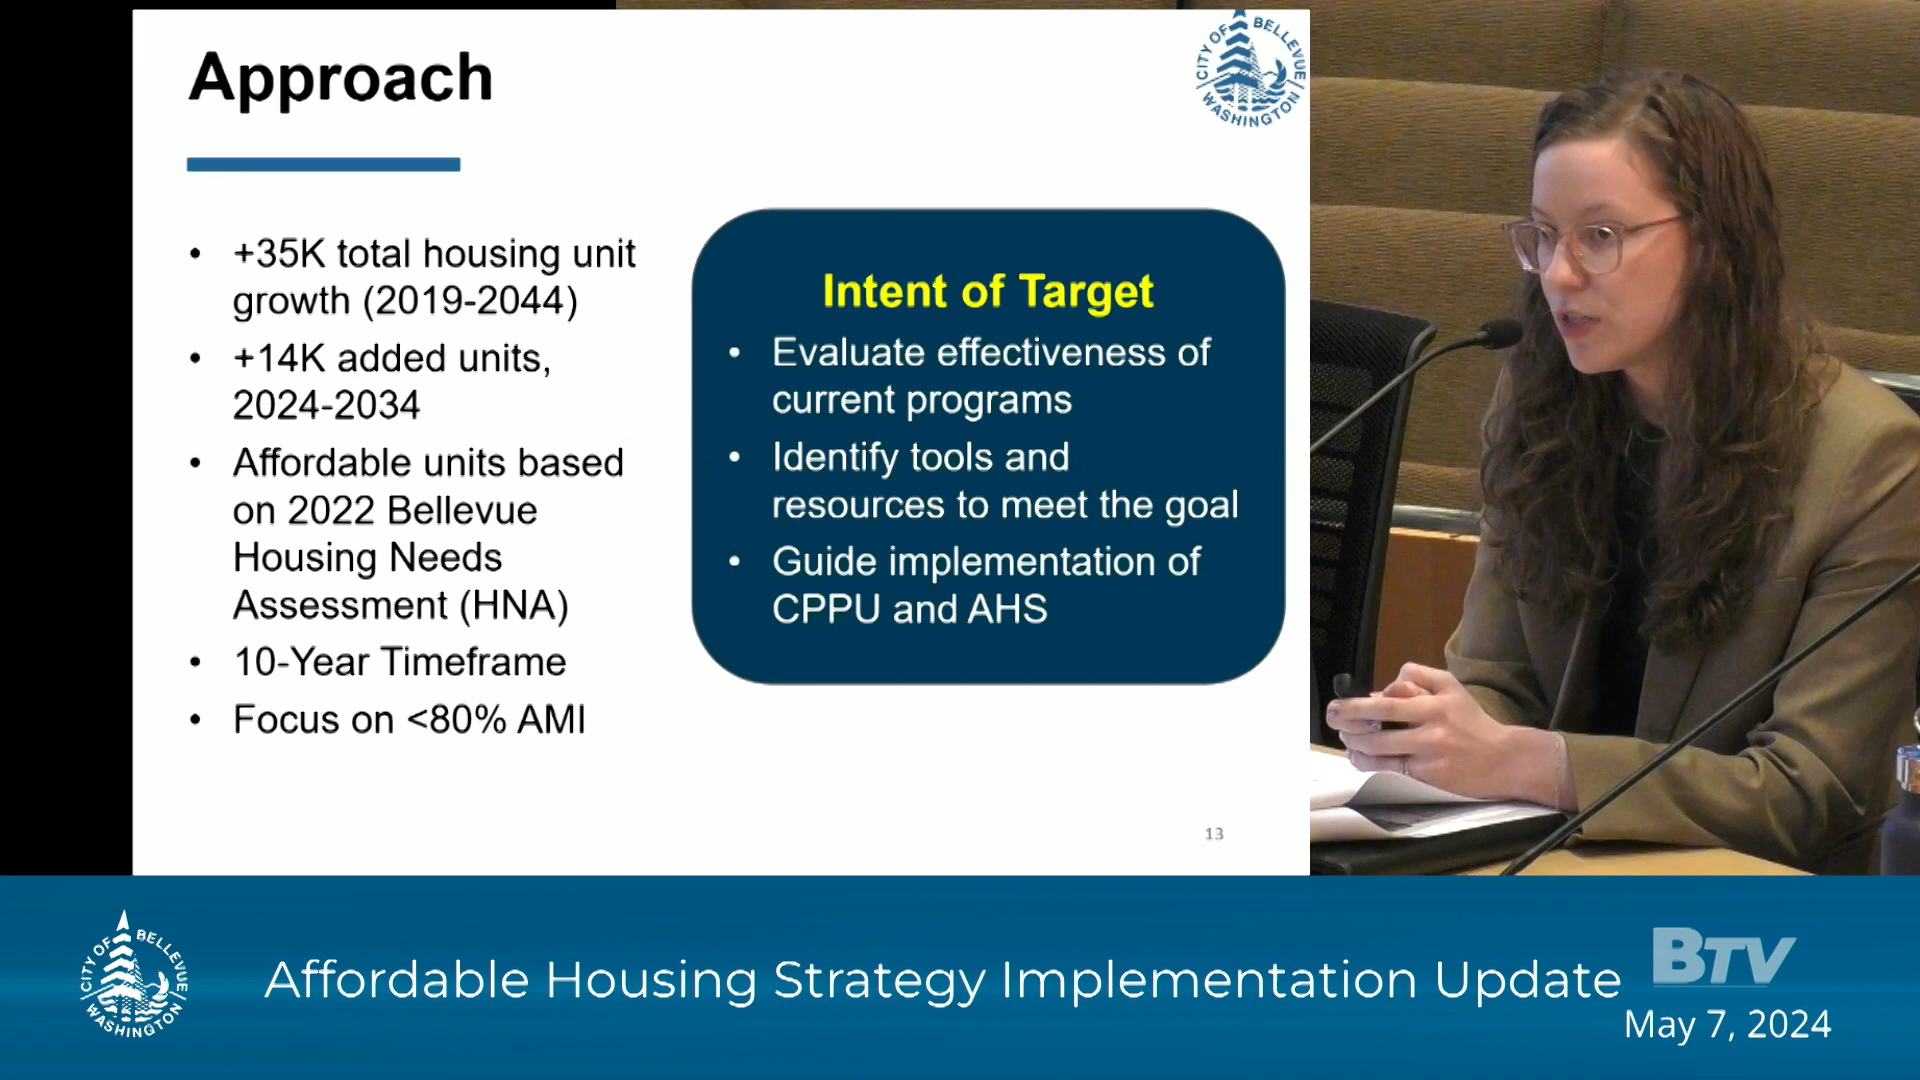 Approach
CITY OF BELLEVUE
WASHINGTON
• +35K total housing unit
growth (2019-2044)
• +14K added units,
2024-2034
• Affordable units based
on 2022 Bellevue
Housing Needs
Assessment (HNA)
• 10-Year Timeframe
• Focus on <80% AMI
Intent of Target
• Evaluate effectiveness of
current programs
• Identify tools and
resources to meet the goal
• Guide implementation of
CPPU and AHS
13
CITY OF BELLEVUE
WASHINGTON
Affordable Housing Strategy Implementation Update
BTV
May 7, 2024